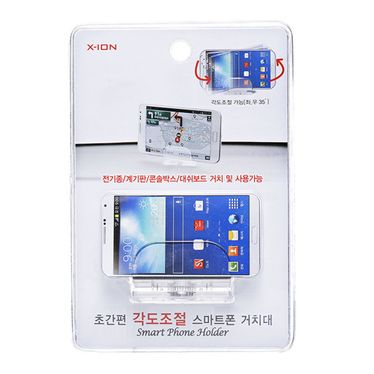 X-ION
각도조절 가능(좌,우 35°)
전기종/계기판/콘솔박스/대쉬보드 거치 및 사용가능
9:00
초간편 각도조절 스마트폰 거치대
Smart Phone Holder